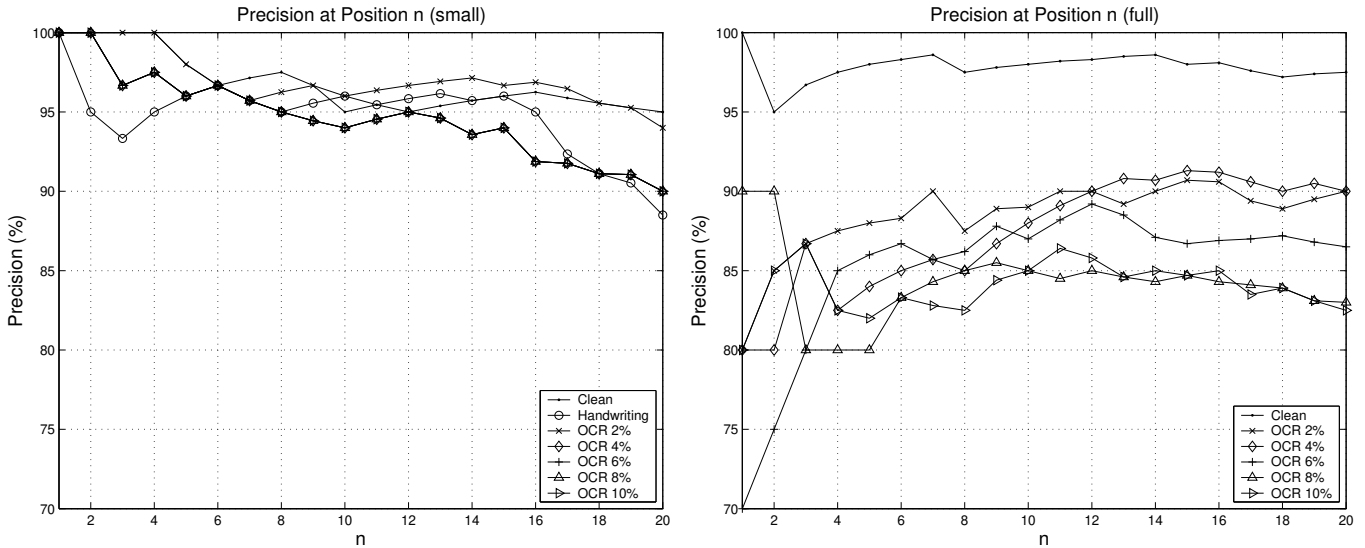 Precision at Position n (small)
100
95
90
85
80
75
70
Precision (%)
2
4
6
8
10
12
14
16
18
20
n
Clean
Handwriting
OCR 2%
OCR 4%
OCR 6%
OCR 8%
OCR 10%
Precision at Position n (full)
100
95
90
85
80
75
70
Precision (%)
2
4
6
8
10
12
14
16
18
20
n
Clean
OCR 2%
OCR 4%
OCR 6%
OCR 8%
OCR 10%